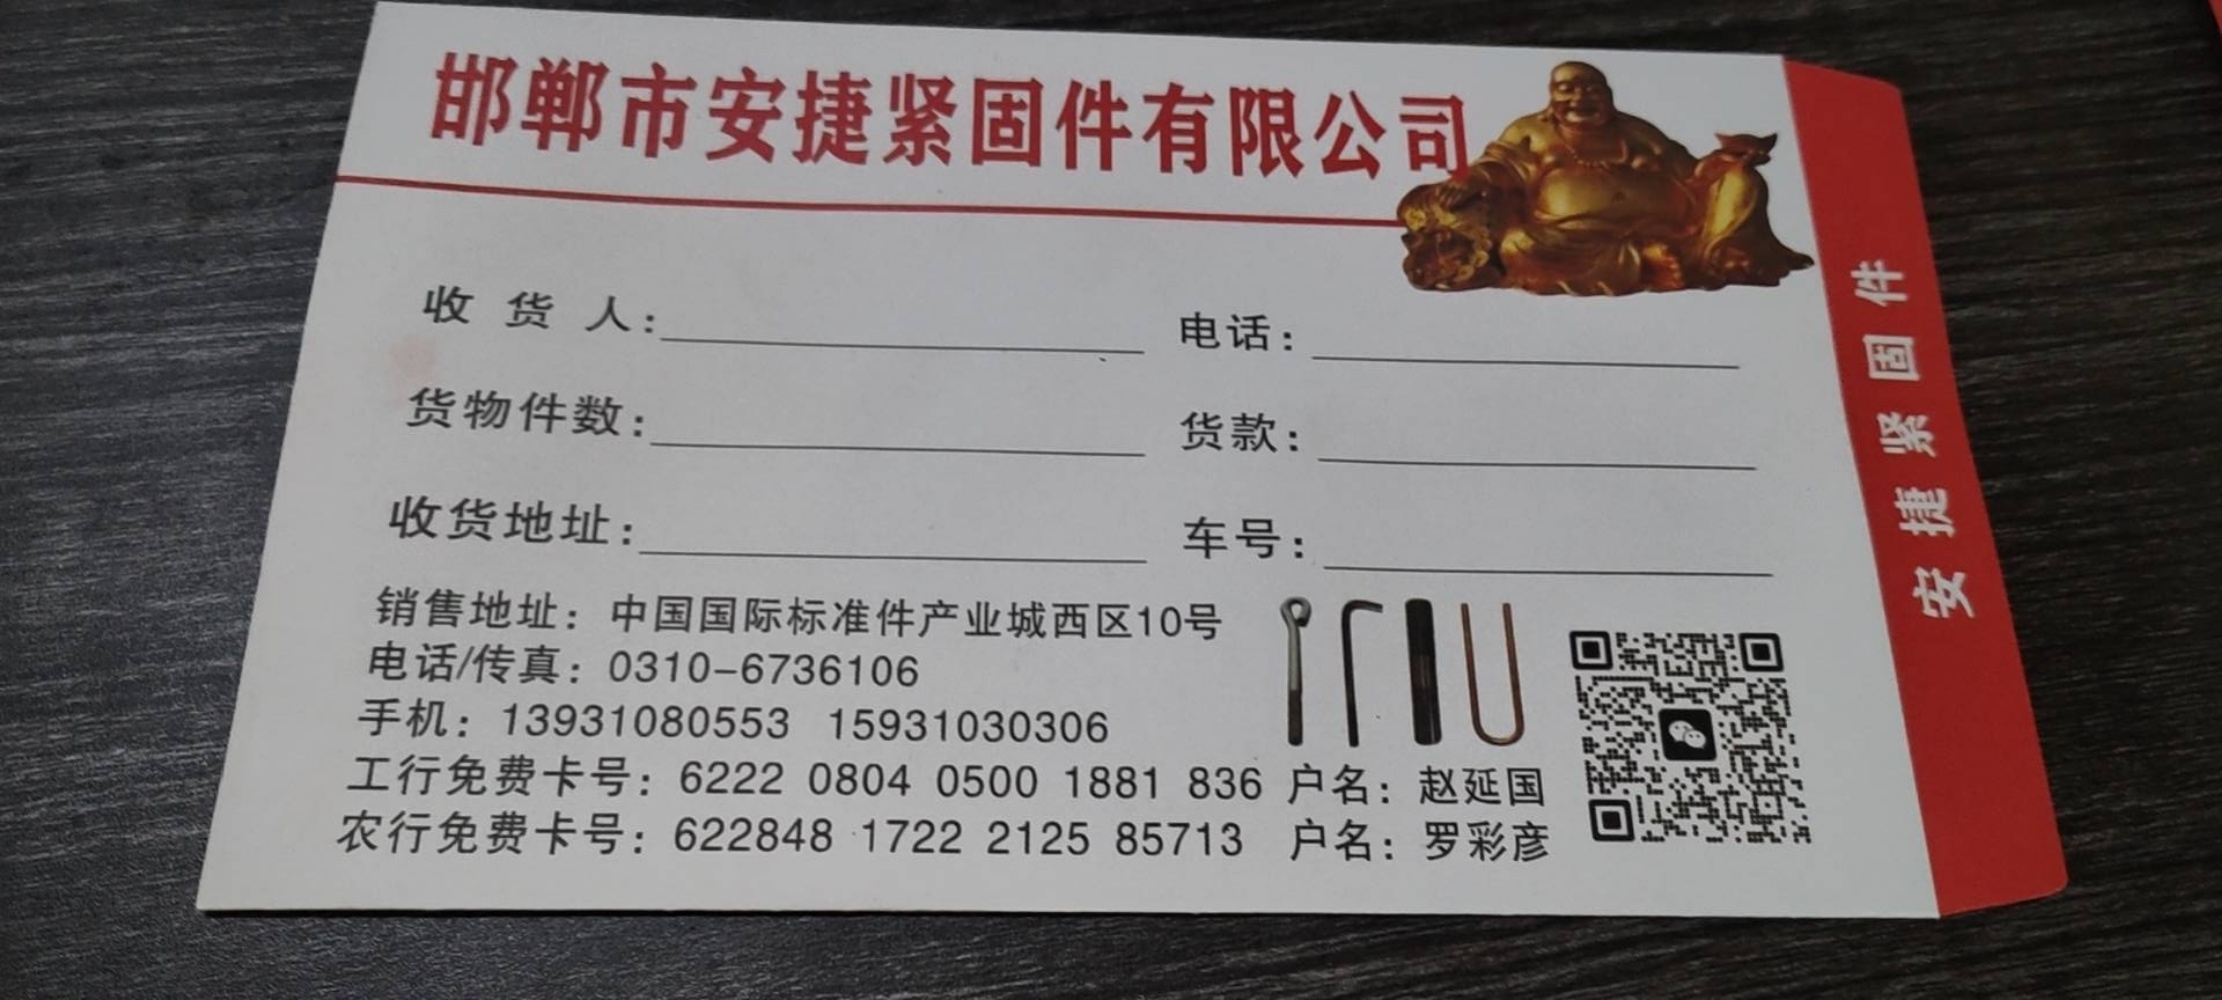 邯郸市安捷紧固件有限公司
收货人：
电话：
货物件数：
货款：
收货地址：
车号：
销售地址：中国国际标准件产业城西区10号
电话/传真：0310-6736106
手机：13931080553 15931030306
工行免费卡号：6222 0804 0500 1881 836 户名：赵延国
农行免费卡号：622848 1722 2125 85713 户名：罗彩彦
安捷紧固件